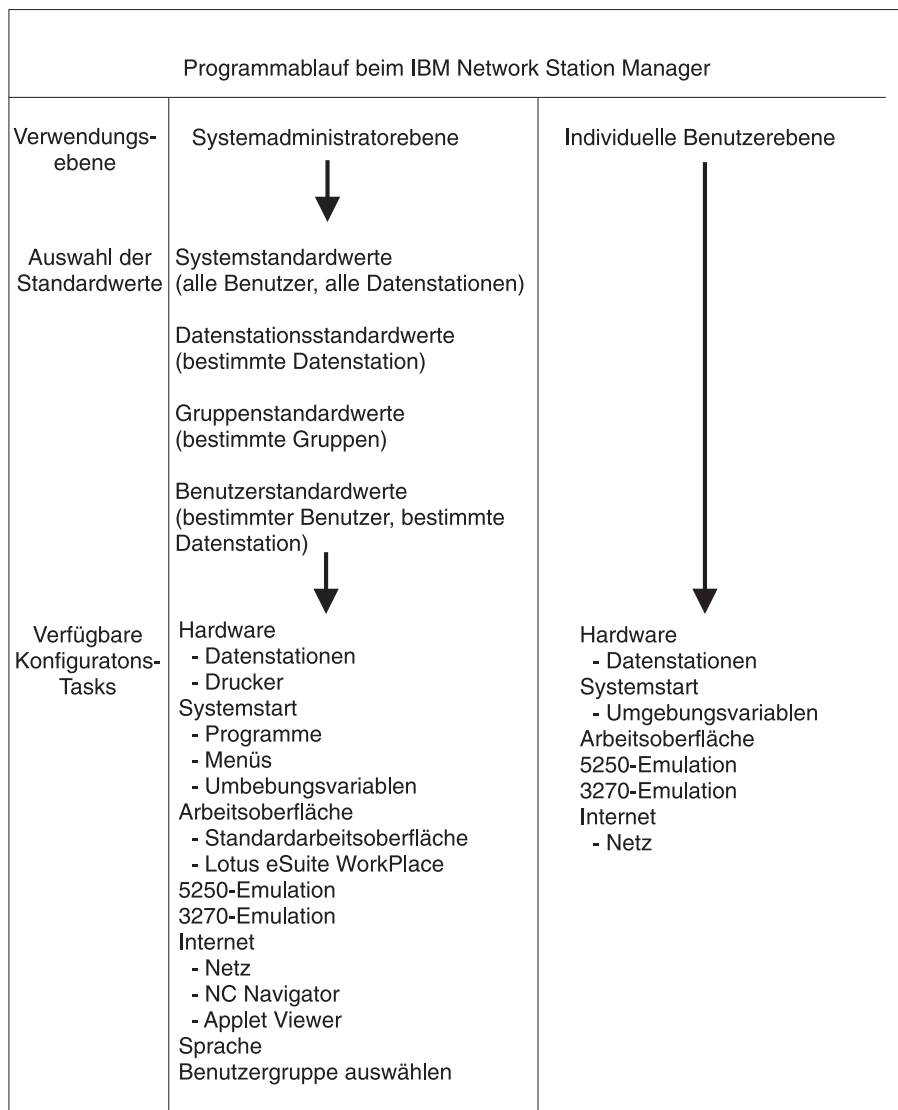 Programmablauf beim IBM Network Station Manager
Verwendungs-
ebene
Systemadministratorebene
Individuelle Benutzerebene
Auswahl der
Standardwerte
Systemstandardwerte
(alle Benutzer, alle Datenstationen)
Datenstationsstandardwerte
(bestimmte Datenstation)
Gruppenstandardwerte
(bestimmte Gruppen)
Benutzerstandardwerte
(bestimmter Benutzer, bestimmte
Datenstation)
Verfügbare
Konfiguratons-
Tasks
Hardware
- Datenstationen
- Drucker
Systemstart
- Programme
- Menüs
- Umbebungsvariablen
Arbeitsoberfläche
- Standardarbeitsoberfläche
- Lotus eSuite WorkPlace
5250-Emulation
3270-Emulation
Internet
- Netz
- NC Navigator
- Applet Viewer
Sprache
Benutzergruppe auswählen
Hardware
- Datenstationen
Systemstart
- Umgebungsvariablen
Arbeitsoberfläche
5250-Emulation
3270-Emulation
Internet
- Netz